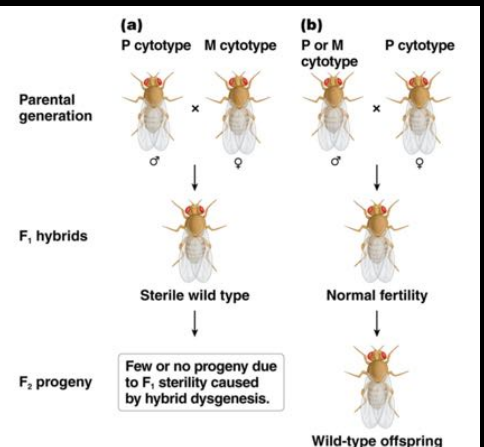 (a)
P cytotype
M cytotype
(b)
P or M
cytotype
P cytotype
Parental
generation
×
×
♂
♀
♂
♀
F₁ hybrids
Sterile wild type
Normal fertility
F₂ progeny
Few or no progeny due
to F₁ sterility caused
by hybrid dysgenesis.
Wild-type offspring